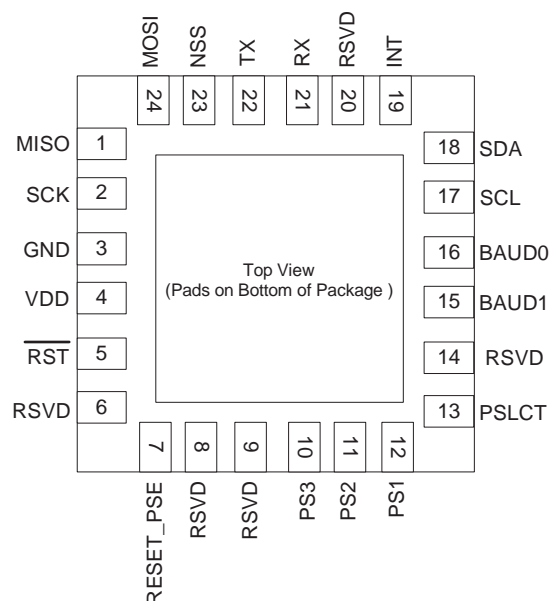 MOSI
NSS
TX
RX
RSVD
INT
24
23
22
21
20
19
MISO 1
SCK 2
GND 3
VDD 4
RST 5
RSVD 6
18 SDA
17 SCL
16 BAUD0
15 BAUD1
14 RSVD
13 PSLCT
Top View
(Pads on Bottom of Package )
7
8
9
10
11
12
RESET_PSE
RSVD
RSVD
PS3
PS2
PS1